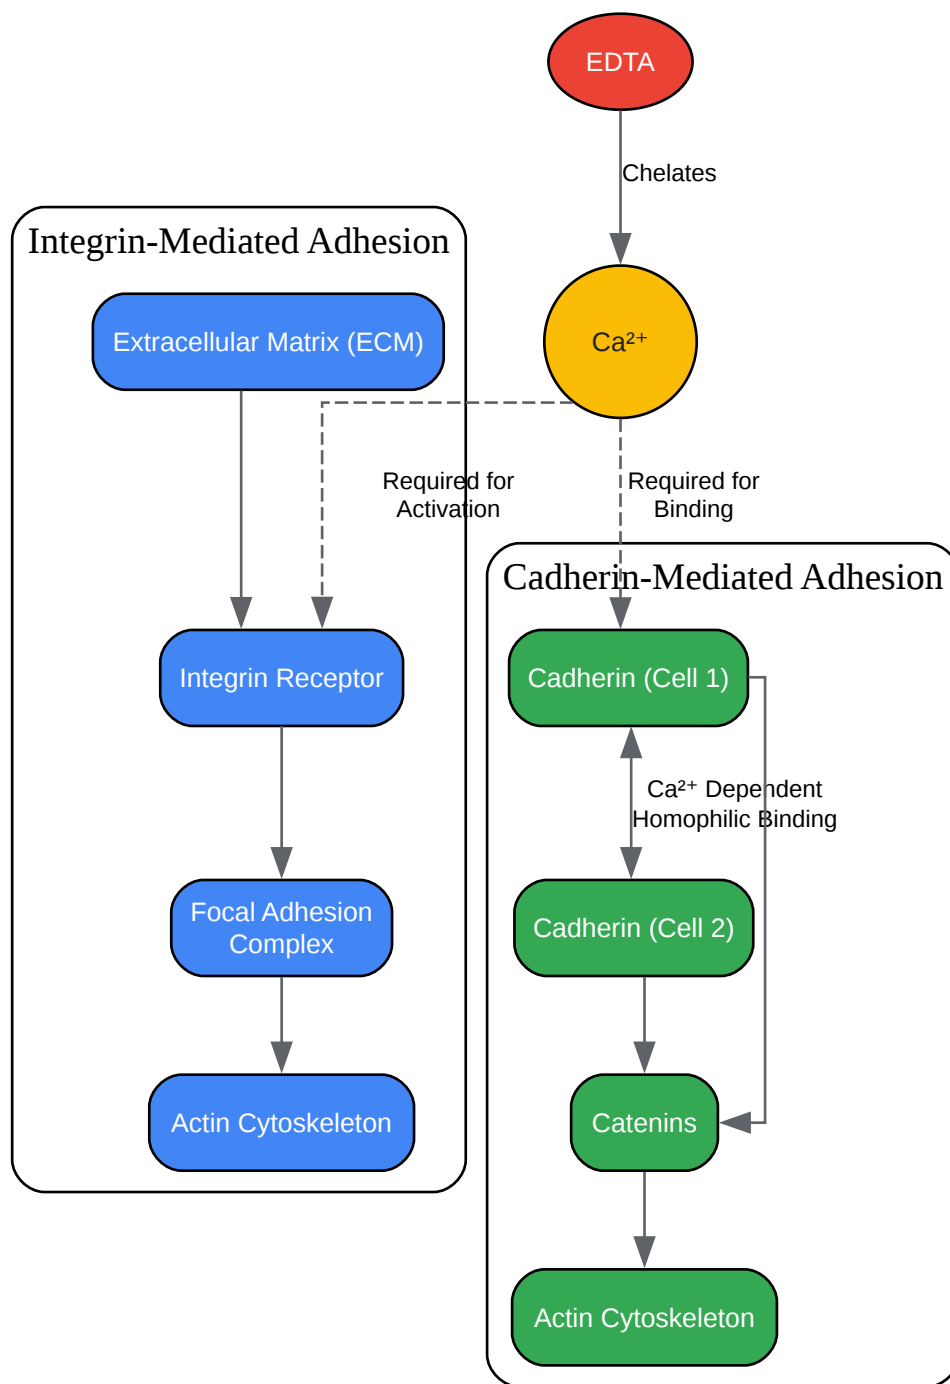 EDTA
Chelates
Integrin-Mediated Adhesion
Extracellular Matrix (ECM)
Ca²⁺
Required for
Activation
Required for
Binding
Cadherin-Mediated Adhesion
Integrin Receptor
Cadherin (Cell 1)
Ca²⁺ Dependent
Homophilic Binding
Focal Adhesion
Complex
Cadherin (Cell 2)
Actin Cytoskeleton
Catenins
Actin Cytoskeleton